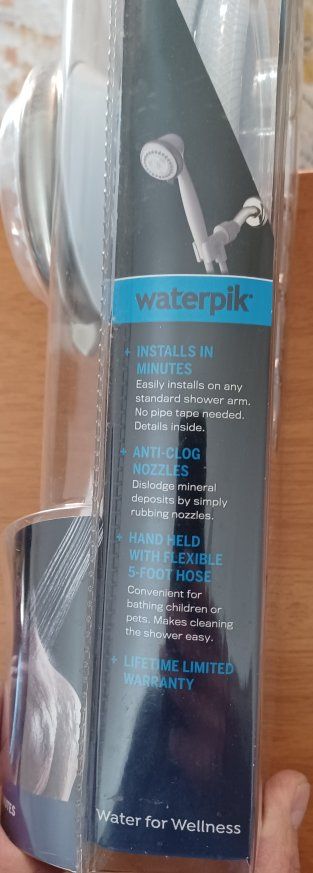 waterpik
+ INSTALLS IN
MINUTES
Easily installs on any
standard shower arm.
No pipe tape needed.
Details inside.
+ ANTI-CLOG
NOZZLES
Dislodge mineral
deposits by simply
rubbing nozzles.
+ HAND HELD
WITH FLEXIBLE
5-FOOT HOSE
Convenient for
bathing children or
pets. Makes cleaning
the shower easy.
+ LIFETIME LIMITED
WARRANTY
Water for Wellness